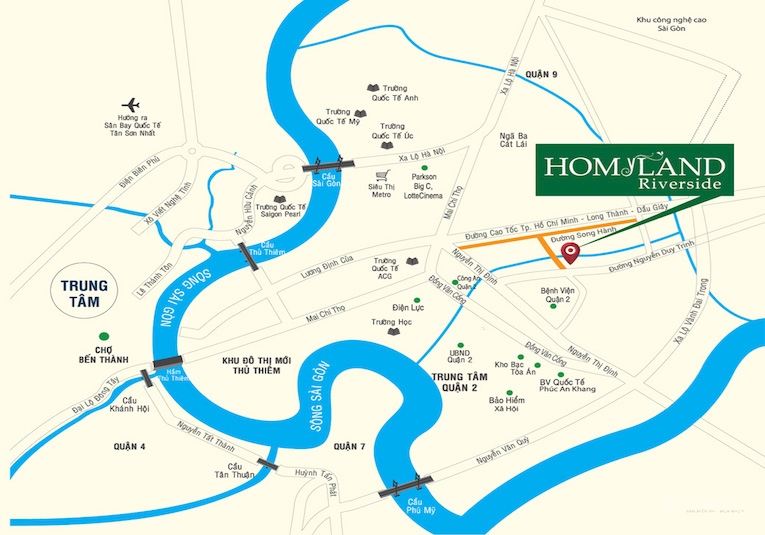 Khu công nghệ cao
Sài Gòn
QUẬN 9
Xa Lộ Hà Nội
Trường
Quốc Tế Anh
Hướng ra
Sân Bay Quốc Tế
Tân Sơn Nhất
Trường
Quốc Tế Mỹ
Trường
Quốc Tế Úc
Ngã Ba
Cát Lái
Điện Biên Phủ
Xa Lộ Hà Nội
HOMYLAND
Riverside
Cầu
Sài Gòn
Siêu Thị
Metro
Parkson
Big C,
LotteCinema
Xô Viết Nghệ Tĩnh
Nguyễn Hữu Cảnh
Trường Quốc Tế
Saigon Pearl
Mai Chí Thọ
Đường Cao Tốc Tp. Hồ Chí Minh - Long Thành - Dầu Giây
Đường Song Hành
Cầu
Thủ Thiêm
Lê Thánh Tôn
Lương Định Của
Trường
Quốc Tế
ACG
Nguyễn Thị Định
Đường Nguyễn Duy Trinh
TRUNG
TÂM
SÔNG SÀI GÒN
Công An
Quận 2
Đồng Văn Cống
Bệnh Viện
Quận 2
Xa Lộ Vành Đai Trong
Mai Chí Thọ
Điện Lực
Trường Học
CHỢ
BẾN THÀNH
Hầm
Thủ Thiêm
KHU ĐÔ THỊ MỚI
THỦ THIÊM
SÔNG SÀI GÒN
UBND
Quận 2
TRUNG TÂM
QUẬN 2
Đồng Văn Cống
Nguyễn Thị Định
Kho Bạc
Tòa Án
BV Quốc Tế
Phúc An Khang
Bảo Hiểm
Xã Hội
Đại Lộ Đông Tây
Cầu
Khánh Hội
QUẬN 4
Nguyễn Tất Thành
QUẬN 7
Nguyễn Văn Quỳ
Cầu
Tân Thuận
Huỳnh Tấn Phát
Cầu
Phú Mỹ